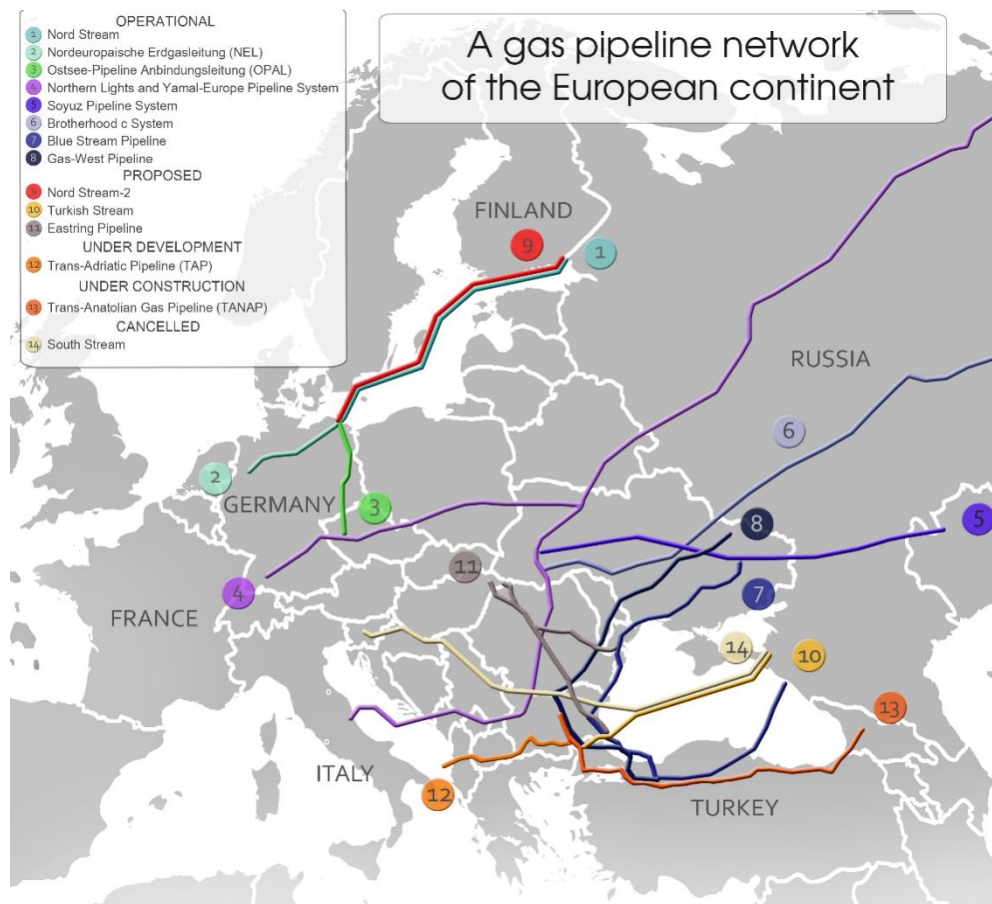 A gas pipeline network
of the European continent
OPERATIONAL
1 Nord Stream
2 Nordeuropaische Erdgasleitung (NEL)
3 Ostsee-Pipeline Anbindungsleitung (OPAL)
4 Northern Lights and Yamal-Europe Pipeline System
5 Soyuz Pipeline System
6 Brotherhood c System
7 Blue Stream Pipeline
8 Gas-West Pipeline
PROPOSED
9 Nord Stream-2
10 Turkish Stream
11 Eastring Pipeline
UNDER DEVELOPMENT
12 Trans-Adriatic Pipeline (TAP)
UNDER CONSTRUCTION
13 Trans-Anatolian Gas Pipeline (TANAP)
CANCELLED
14 South Stream
FINLAND
9
1
RUSSIA
6
2
GERMANY
3
8
5
11
4
7
FRANCE
14
10
13
ITALY
12
TURKEY